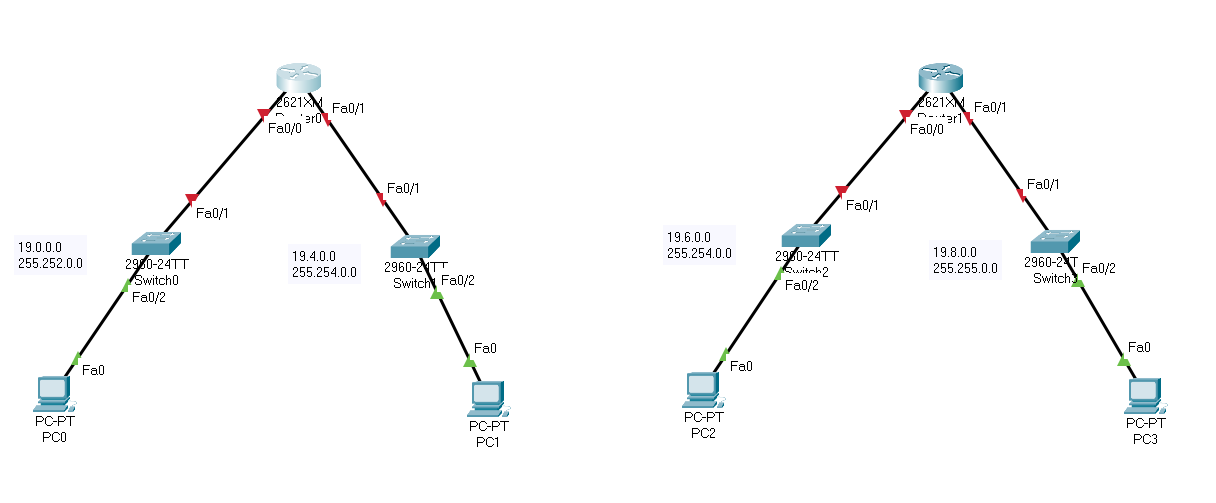 2621XM
Router0
Fa0/0
Fa0/1
Fa0/1
Fa0/1
19.0.0.0
255.252.0.0
2960-24TT
Switch0
Fa0/2
19.4.0.0
255.254.0.0
2960-24TT
Switch1
Fa0/2
Fa0
Fa0
PC-PT
PC0
PC-PT
PC1
2621XM
Router1
Fa0/0
Fa0/1
Fa0/1
Fa0/1
19.6.0.0
255.254.0.0
2960-24TT
Switch2
Fa0/2
19.8.0.0
255.255.0.0
2960-24TT
Switch3
Fa0/2
Fa0
Fa0
PC-PT
PC2
PC-PT
PC3